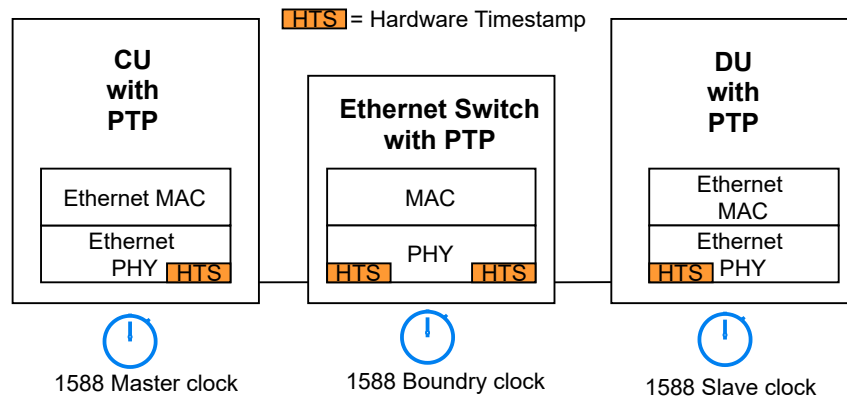 HTS = Hardware Timestamp
CU
with
PTP
Ethernet MAC
Ethernet
PHY
HTS
Ethernet Switch
with PTP
MAC
PHY
HTS
HTS
DU
with
PTP
Ethernet
MAC
Ethernet
PHY
HTS
1588 Master clock
1588 Boundry clock
1588 Slave clock